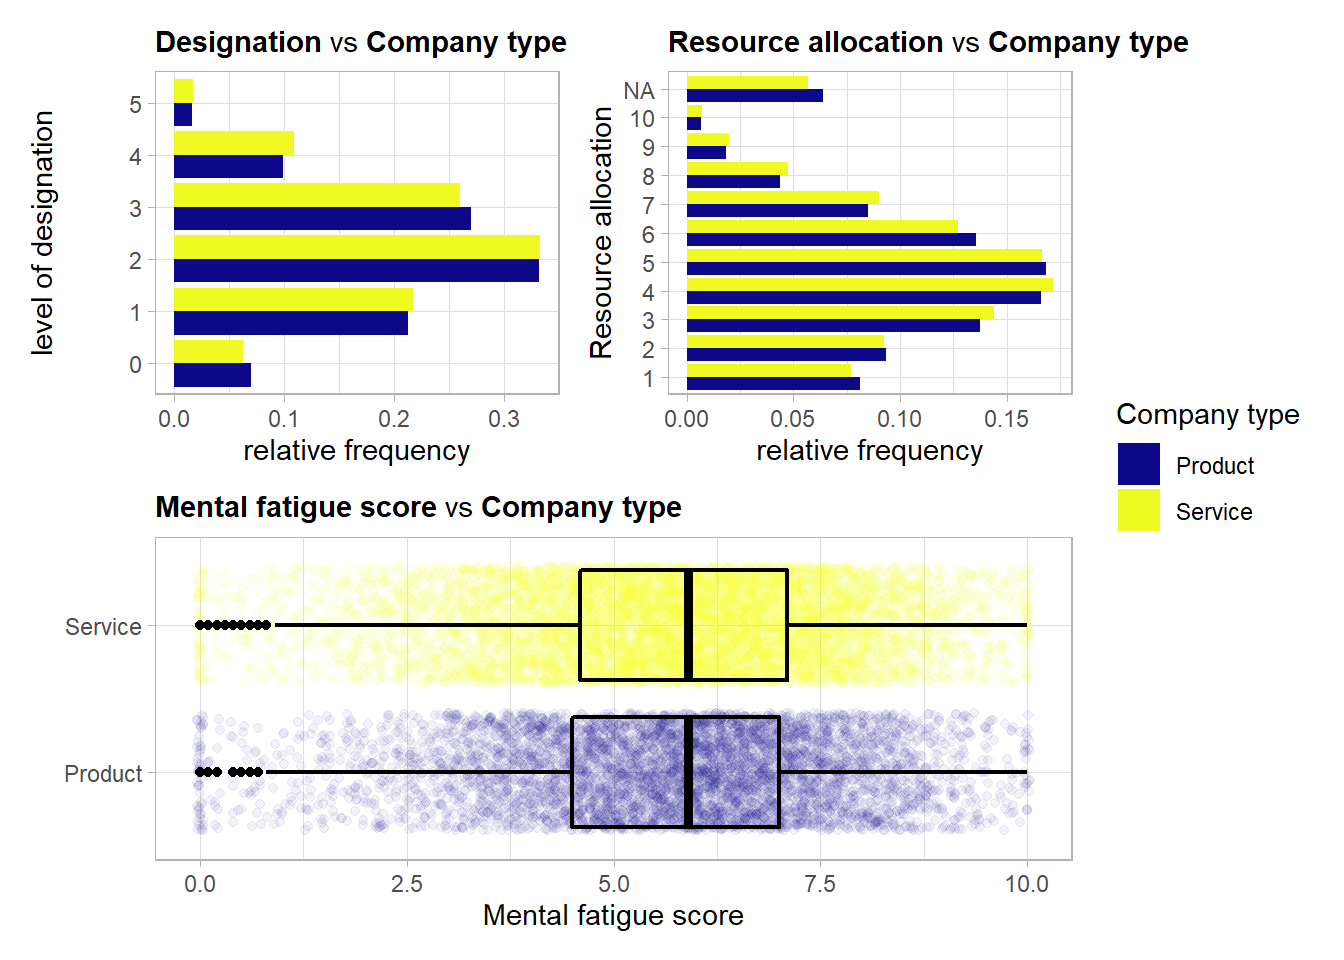 Designation vs Company type
level of designation
5
4
3
2
1
0
0.0 0.1 0.2 0.3
relative frequency
Resource allocation vs Company type
Resource allocation
NA
10
9
8
7
6
5
4
3
2
1
0.00 0.05 0.10 0.15
relative frequency
Company type
Product
Service
Mental fatigue score vs Company type
Service
Product
0.0 2.5 5.0 7.5 10.0
Mental fatigue score